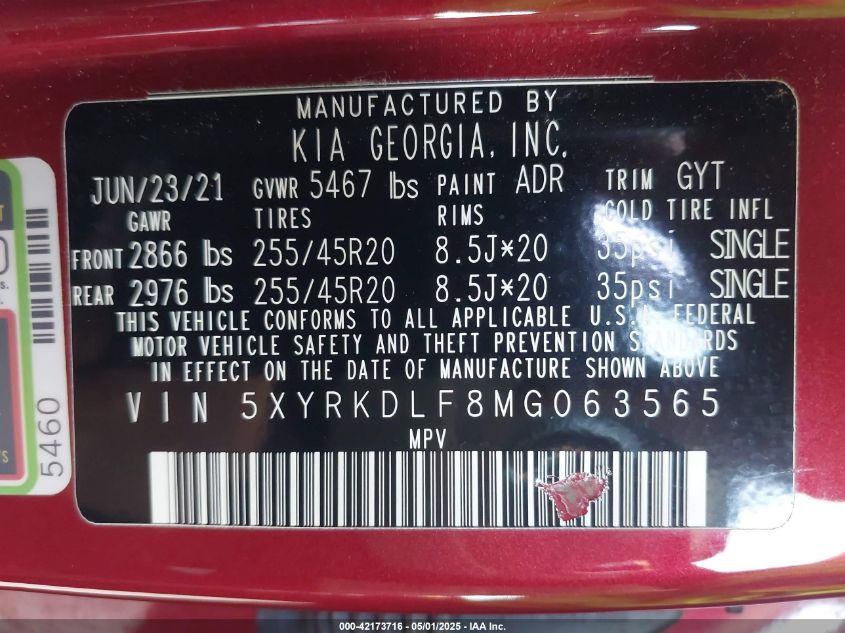 MANUFACTURED BY
KIA GEORGIA, INC.
JUN/23/21 GVWR 5467 lbs PAINT ADR TRIM GYT
GAWR TIRES RIMS COLD TIRE INFL
FRONT 2866 lbs 255/45R20 8.5J*20 35psi SINGLE
REAR 2976 lbs 255/45R20 8.5J*20 35psi SINGLE
THIS VEHICLE CONFORMS TO ALL APPLICABLE U.S. FEDERAL
MOTOR VEHICLE SAFETY AND THEFT PREVENTION STANDARDS
IN EFFECT ON THE DATE OF MANUFACTURE SHOWN ABOVE
VIN 5XYRKDLF8MG063565
MPV
5460
000-42173716 - 05/01/2025 - IAA Inc.